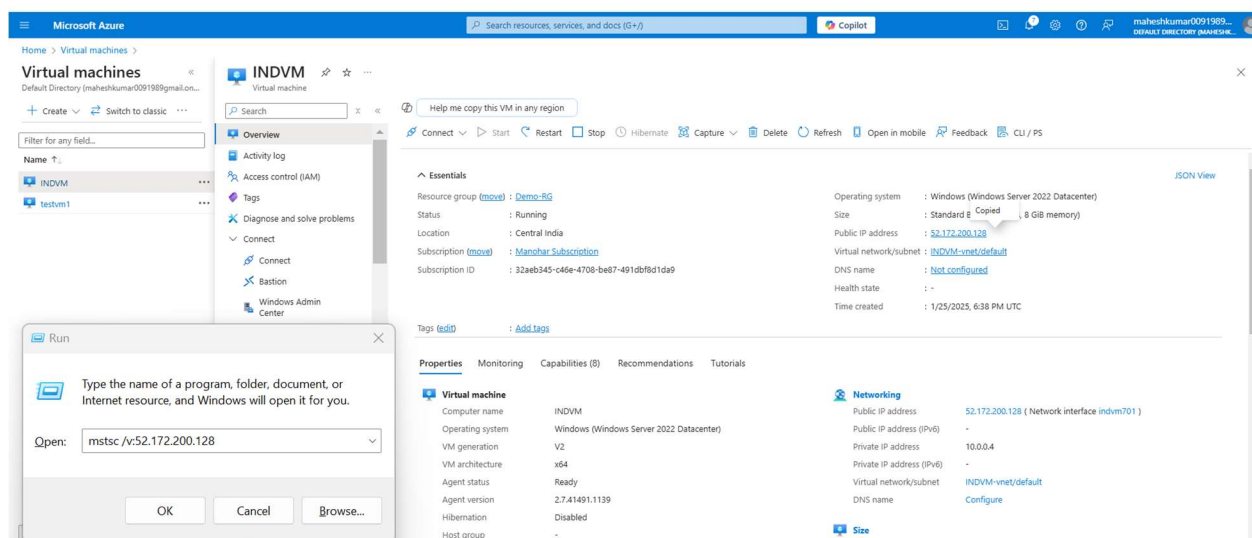 Microsoft Azure
Search resources, services, and docs (G+/)
Copilot
7
maheshkumar0091989...
DEFAULT DIRECTORY (MAHESHK...
Home > Virtual machines >
Virtual machines
Default Directory (maheshkumar0091989gmail.on...
+ Create Switch to classic ...
Filter for any field...
Name ↑
INDVM ...
testvm1 ...
INDVM ...
Virtual machine
Search
Overview
Activity log
Access control (IAM)
Tags
Diagnose and solve problems
Connect
Connect
Bastion
Windows Admin
Center
Help me copy this VM in any region
Connect Start Restart Stop Hibernate Capture Delete Refresh Open in mobile Feedback CLI / PS
Essentials
JSON View
Resource group (move) : Demo-RG
Status : Running
Location : Central India
Subscription (move) : Manohar Subscription
Subscription ID : 32aeb345-c46e-4708-be87-491dbf8d1da9
Operating system : Windows (Windows Server 2022 Datacenter)
Size : Standard , 8 GiB memory)
Copied
Public IP address : 52.172.200.128
Virtual network/subnet : INDVM-vnet/default
DNS name : Not configured
Health state : -
Time created : 1/25/2025, 6:38 PM UTC
Tags (edit) : Add tags
Properties Monitoring Capabilities (8) Recommendations Tutorials
Virtual machine
Computer name INDVM
Operating system Windows (Windows Server 2022 Datacenter)
VM generation V2
VM architecture x64
Agent status Ready
Agent version 2.7.41491.1139
Hibernation Disabled
Host group -
Networking
Public IP address 52.172.200.128 ( Network interface indvm701 )
Public IP address (IPv6) -
Private IP address 10.0.0.4
Private IP address (IPv6) -
Virtual network/subnet INDVM-vnet/default
DNS name Configure
Size
Run
Type the name of a program, folder, document, or
Internet resource, and Windows will open it for you.
Open: mstsc /v:52.172.200.128
OK Cancel Browse...